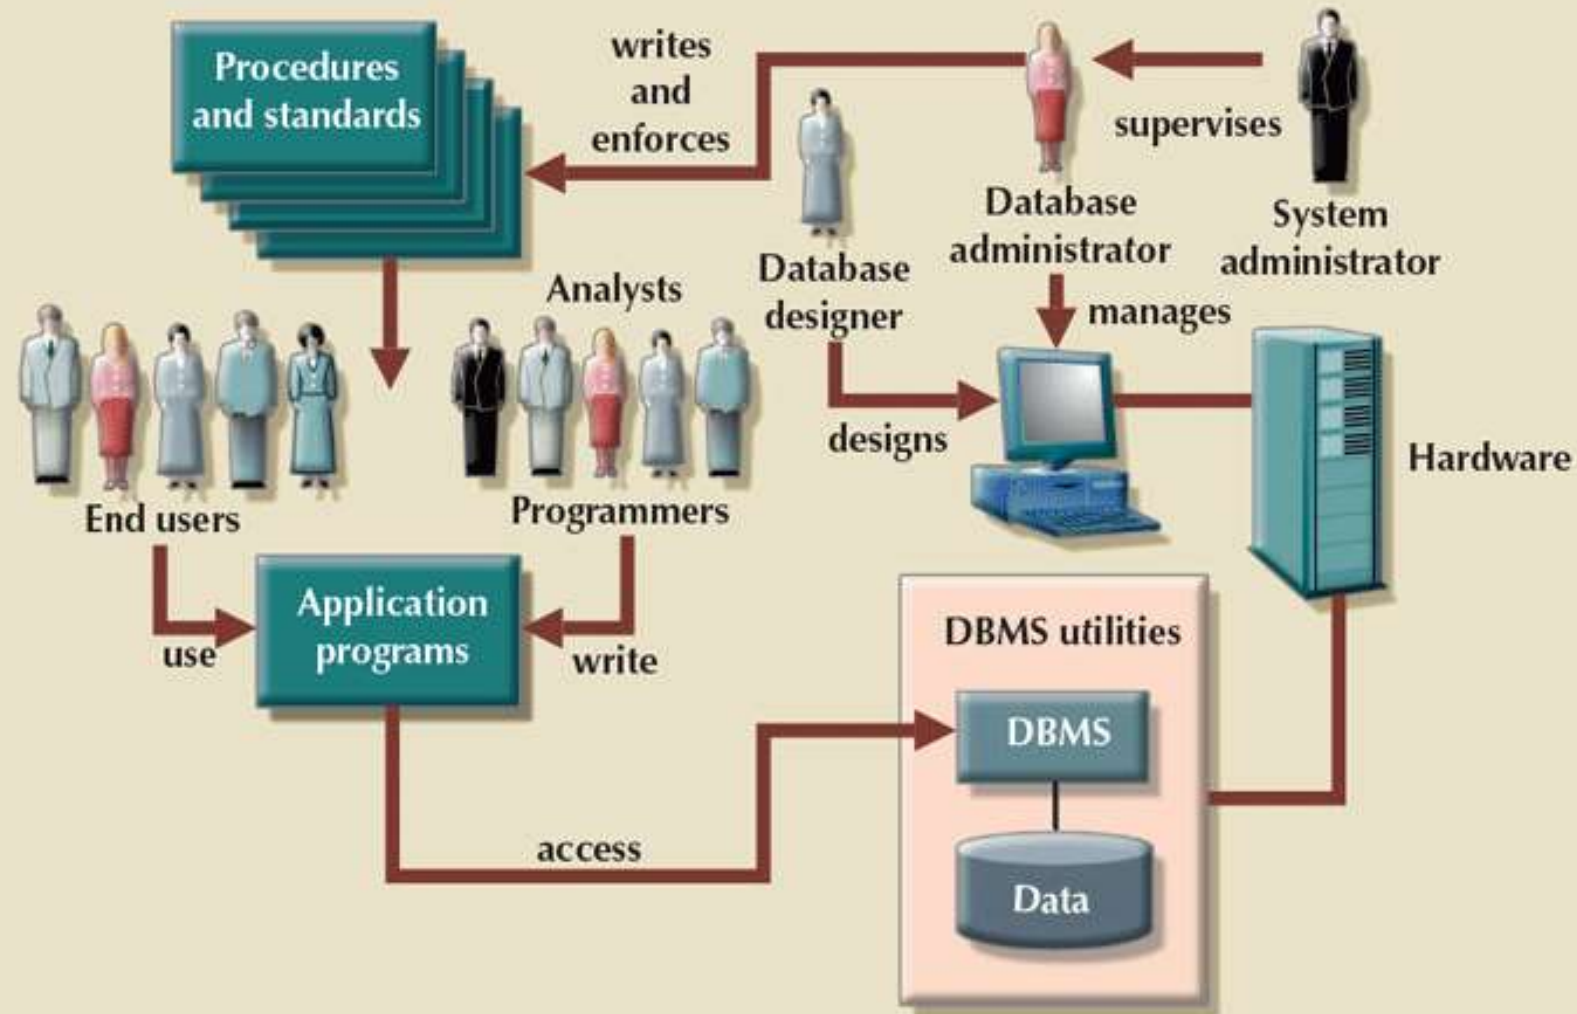 Procedures
and standards
writes
and
enforces
supervises
Database
administrator
System
administrator
Database
designer
Analysts
manages
designs
Hardware
End users
Programmers
Application
programs
use
write
DBMS utilities
DBMS
access
Data